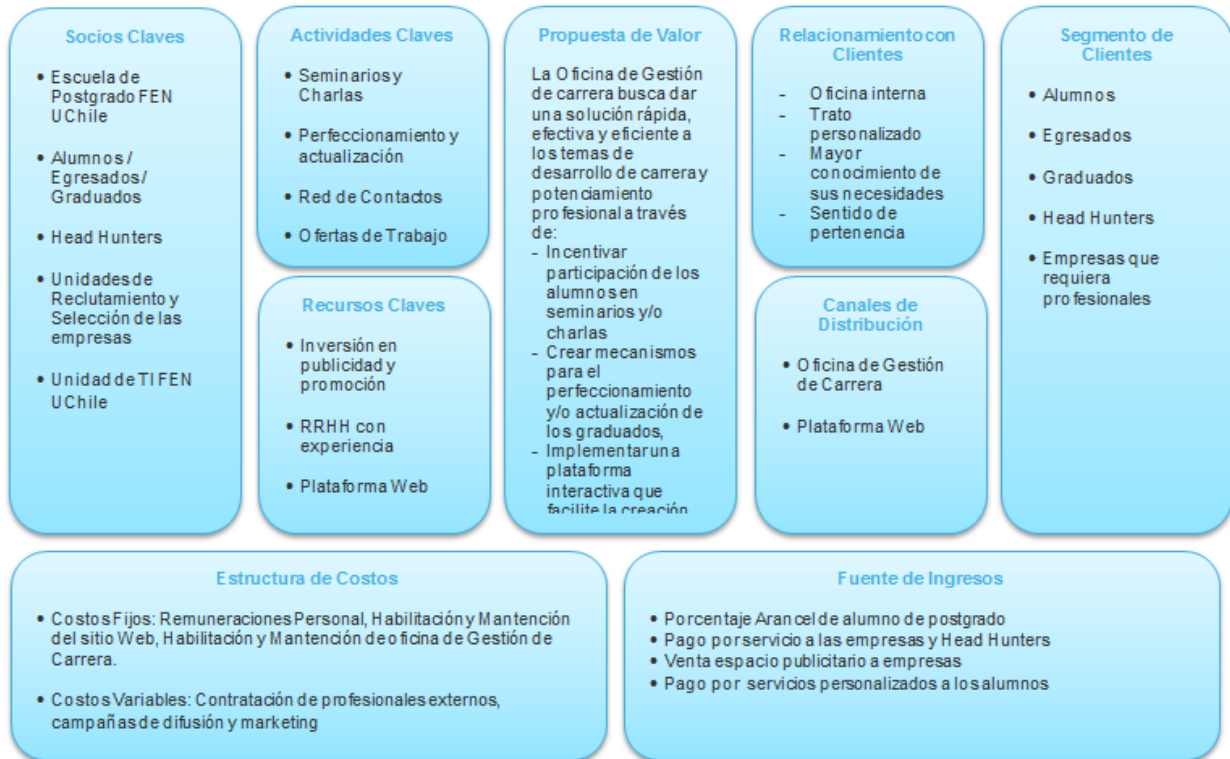 Socios Claves
• Escuela de
Postgrado FEN
UChile
• Alumnos /
Egresados/
Graduados
• Head Hunters
• Unidades de
Reclutamiento y
Selección de las
empresas
• Unidad de TI FEN
UChile
Actividades Claves
• Seminarios y
Charlas
• Perfeccionamiento y
actualización
• Red de Contactos
• Ofertas de Trabajo
Recursos Claves
• Inversión en
publicidad y
promoción
• RRHH con
experiencia
• Plataforma Web
Propuesta de Valor
La Oficina de Gestión
de carrera busca dar
una solución rápida,
efectiva y eficiente a
los temas de
desarrollo de carrera y
potenciamiento
profesional a través
de:
- Incentivar
participación de los
alumnos en
seminarios y/o
charlas
- Crear mecanismos
para el
perfeccionamiento
y/o actualización de
los graduados,
- Implementar una
plataforma
interactiva que
facilite la creación
Relacionamiento con
Clientes
- Oficina interna
- Trato
personalizado
- Mayor
conocimiento de
sus necesidades
- Sentido de
pertenencia
Canales de
Distribución
• Oficina de Gestión
de Carrera
• Plataforma Web
Segmento de
Clientes
• Alumnos
• Egresados
• Graduados
• Head Hunters
• Empresas que
requiera
profesionales
Estructura de Costos
• Costos Fijos: Remuneraciones Personal, Habilitación y Mantención
del sitio Web, Habilitación y Mantención de oficina de Gestión de
Carrera.
• Costos Variables: Contratación de profesionales externos,
campañas de difusión y marketing
Fuente de Ingresos
• Porcentaje Arancel de alumno de postgrado
• Pago por servicio a las empresas y Head Hunters
• Venta espacio publicitario a empresas
• Pago por servicios personalizados a los alumnos